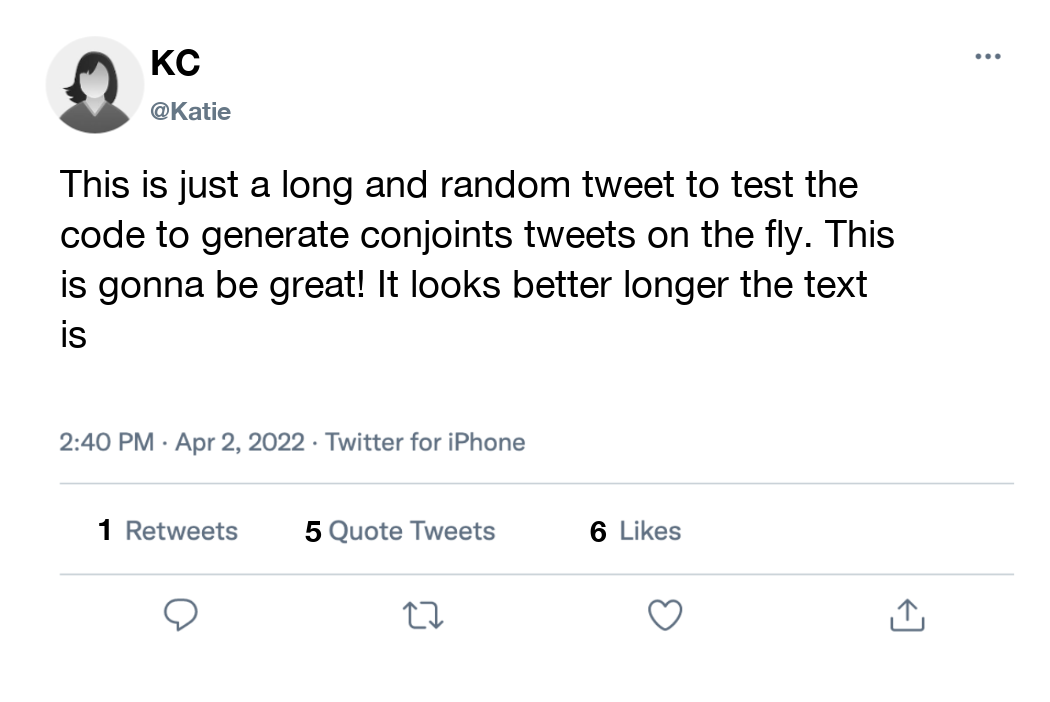 KC
@Katie
This is just a long and random tweet to test the
code to generate conjoints tweets on the fly. This
is gonna be great! It looks better longer the text
is
2:40 PM · Apr 2, 2022 · Twitter for iPhone
1 Retweets 5 Quote Tweets 6 Likes